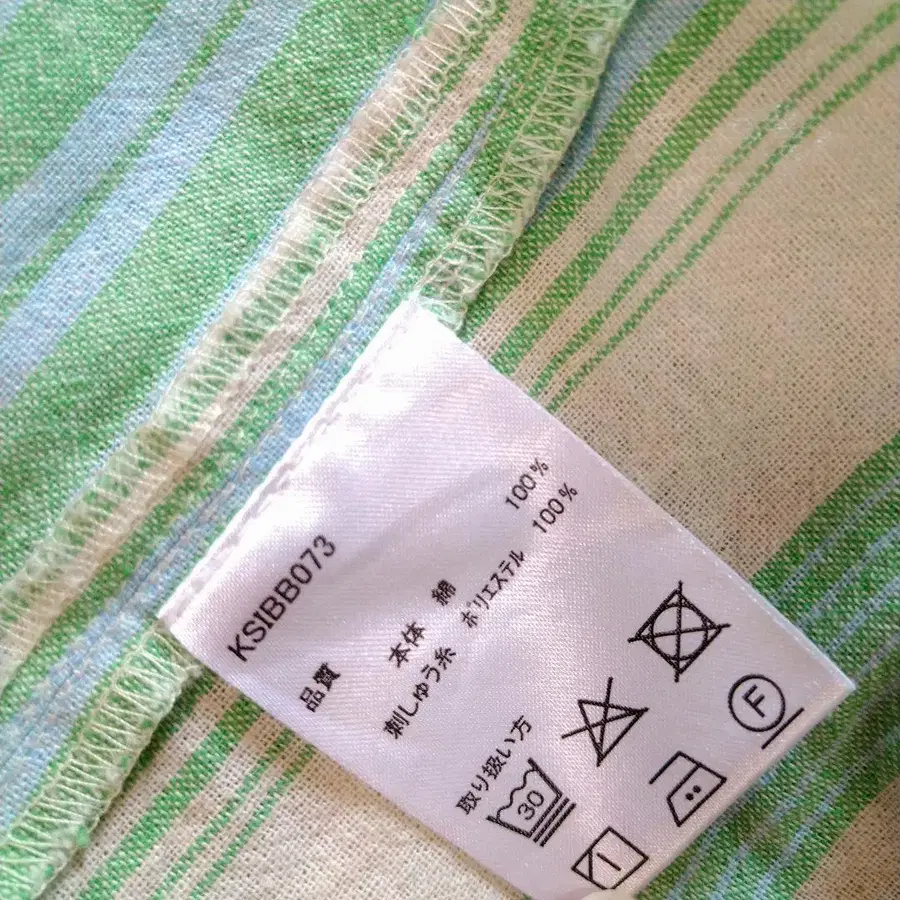 KSIBB073
品質
本体 綿 100%
刺しゅう糸 ポリエステル 100%
取り扱い方
30
F